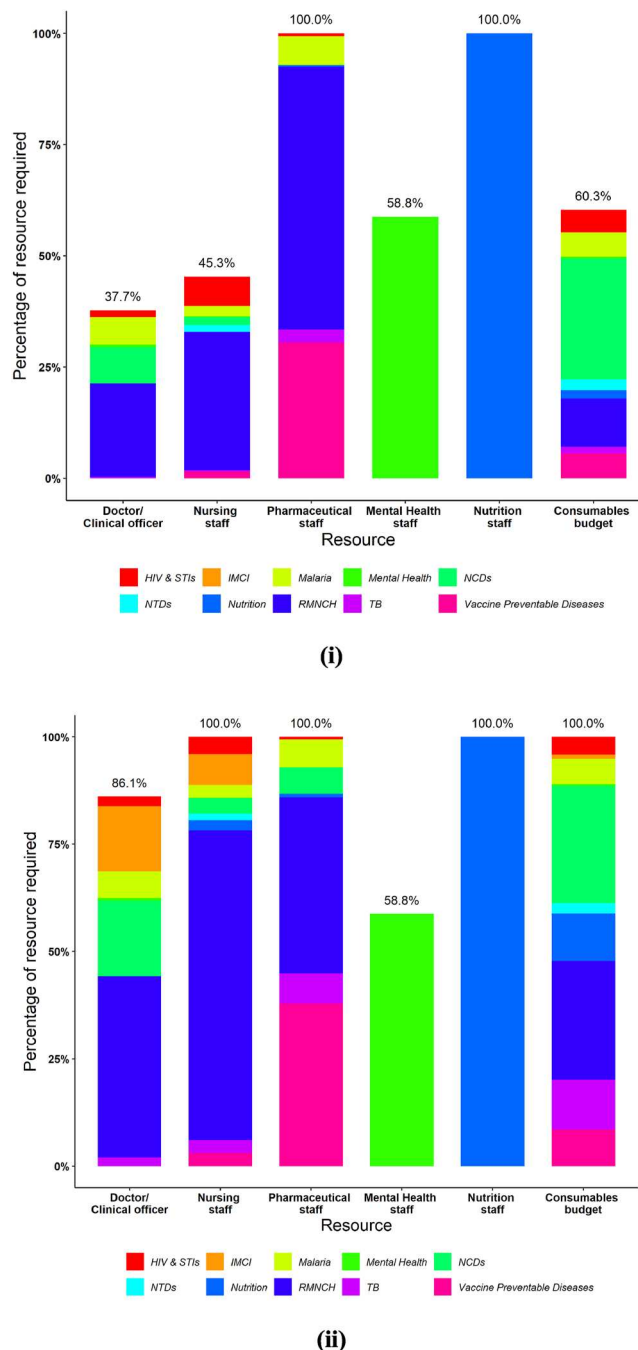 100.0%
100.0%
100%
75%
60.3%
58.8%
50%
45.3%
37.7%
25%
0%
Percentage of resource required
Doctor/ Nursing Pharmaceutical Mental Health Nutrition Consumables
Clinical officer staff staff staff staff budget
Resource
HIV & STIs IMCI Malaria Mental Health NCDs
NTDs Nutrition RMNCH TB Vaccine Preventable Diseases
(i)
100.0% 100.0% 100.0% 100.0%
100%
86.1%
75%
58.8%
50%
25%
0%
Percentage of resource required
Doctor/ Nursing Pharmaceutical Mental Health Nutrition Consumables
Clinical officer staff staff staff staff budget
Resource
HIV & STIs IMCI Malaria Mental Health NCDs
NTDs Nutrition RMNCH TB Vaccine Preventable Diseases
(ii)